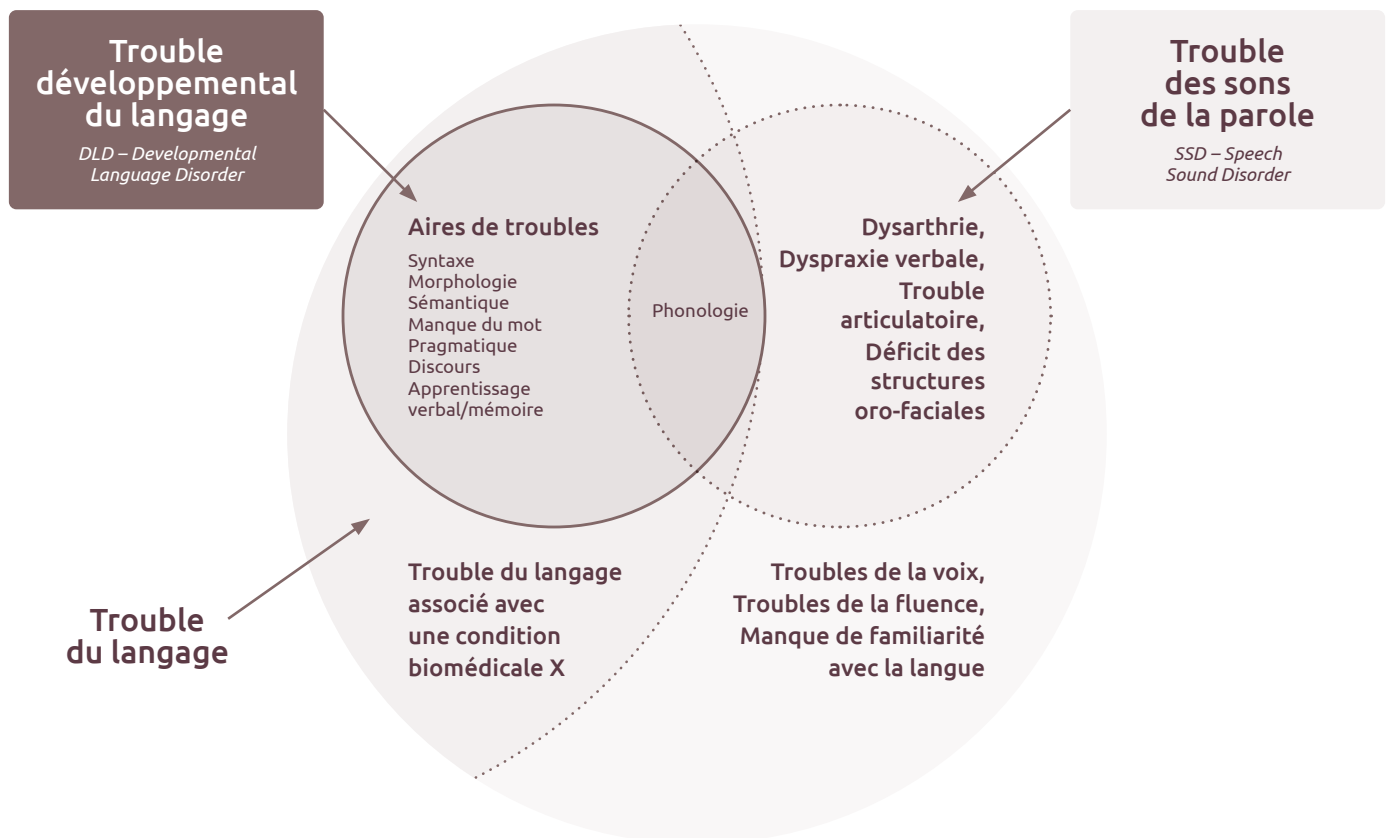 Trouble
développemental
du langage
DLD – Developmental
Language Disorder
Trouble
des sons
de la parole
SSD – Speech
Sound Disorder
Aires de troubles
Syntaxe
Morphologie
Sémantique
Manque du mot
Pragmatique
Discours
Apprentissage
verbal/mémoire
Phonologie
Dysarthrie,
Dyspraxie verbale,
Trouble
articulatoire,
Déficit des
structures
oro-faciales
Trouble
du langage
Trouble du langage
associé avec
une condition
biomédicale X
Troubles de la voix,
Troubles de la fluence,
Manque de familiarité
avec la langue